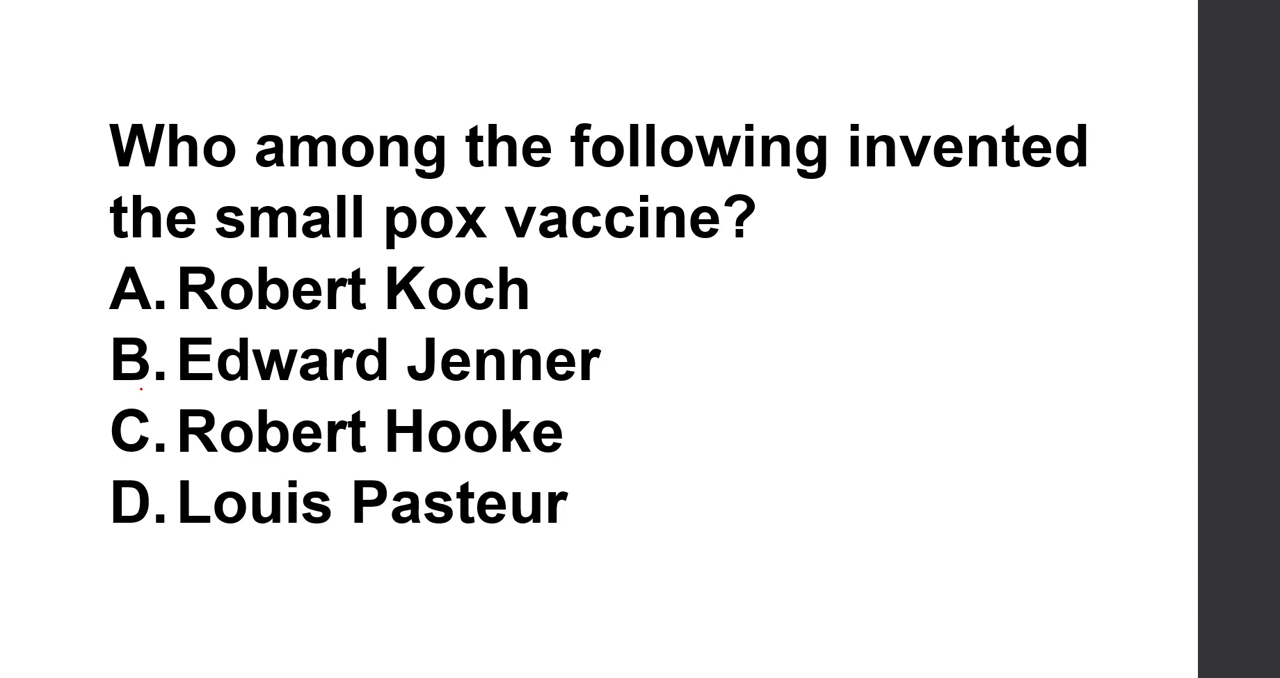 Who among the following invented
the small pox vaccine?
A. Robert Koch
B. Edward Jenner
C. Robert Hooke
D. Louis Pasteur